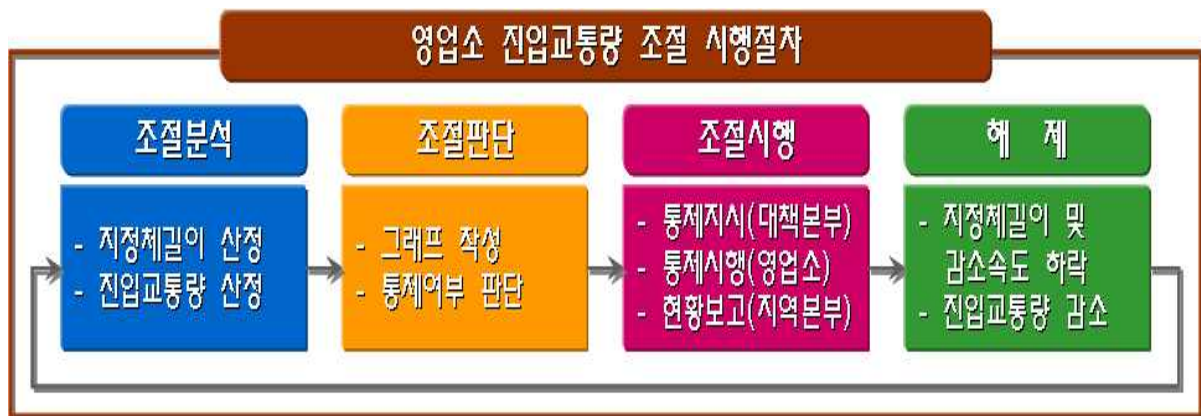 영업소 진입교통량 조절 시행절차
조절분석
- 지정체길이 산정
- 진입교통량 산정
조절판단
- 그래프 작성
- 통제여부 판단
조절시행
- 통제지시(대책본부)
- 통제시행(영업소)
- 현황보고(지역본부)
해 제
- 지정체길이 및
감소속도 하락
- 진입교통량 감소